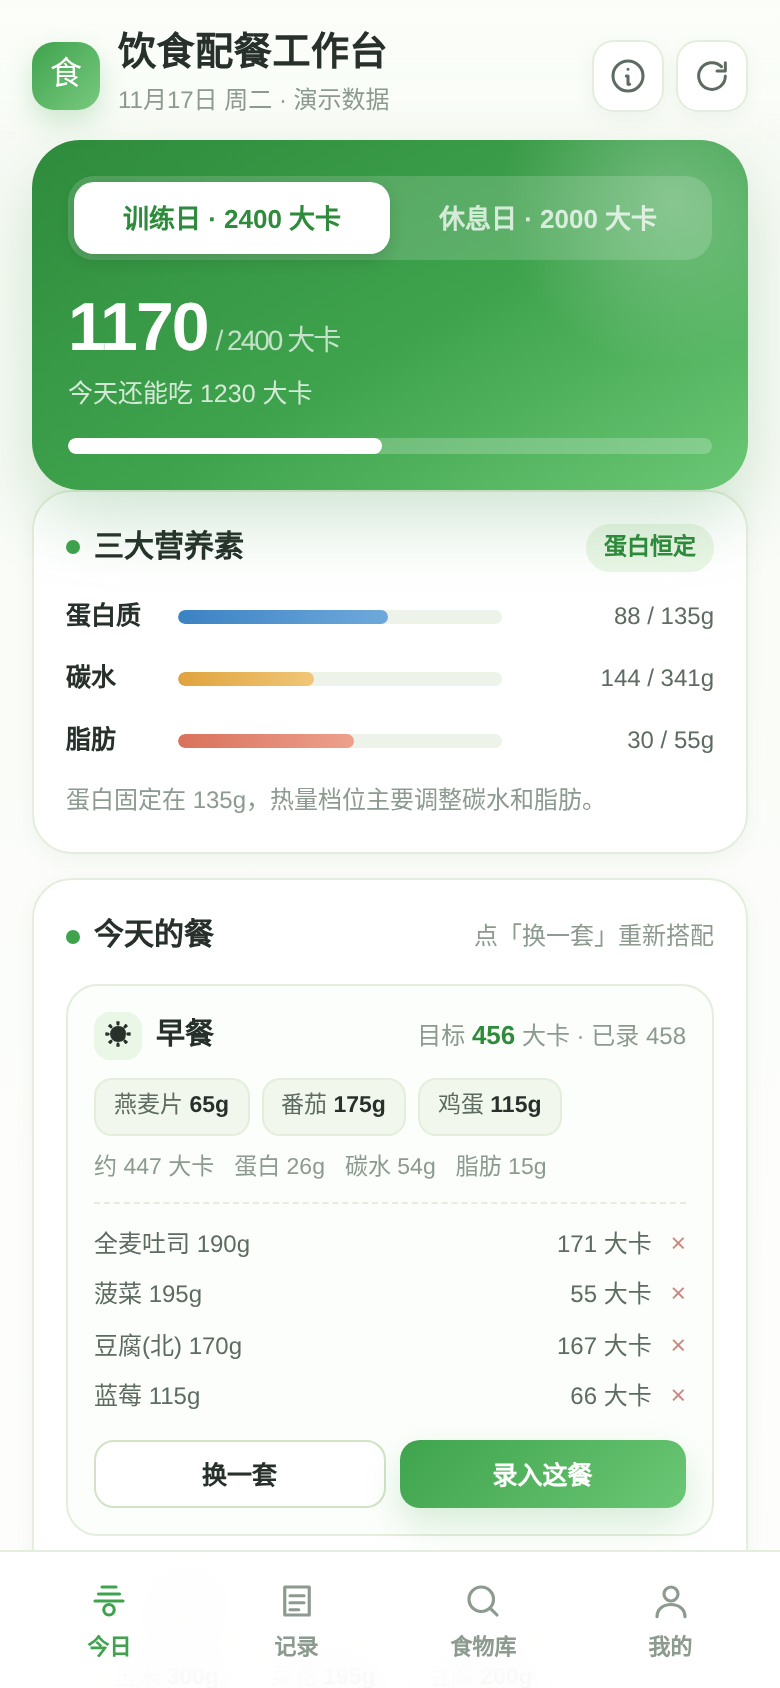 食
饮食配餐工作台
11月17日 周二 · 演示数据
训练日 · 2400 大卡
休息日 · 2000 大卡
1170 / 2400 大卡
今天还能吃 1230 大卡
三大营养素
蛋白恒定
蛋白质 88 / 135g
碳水 144 / 341g
脂肪 30 / 55g
蛋白固定在 135g，热量档位主要调整碳水和脂肪。
今天的餐
点「换一套」重新搭配
早餐
目标 456 大卡 · 已录 458
燕麦片 65g 番茄 175g 鸡蛋 115g
约 447 大卡 蛋白 26g 碳水 54g 脂肪 15g
全麦吐司 190g 171 大卡 ×
菠菜 195g 55 大卡 ×
豆腐(北) 170g 167 大卡 ×
蓝莓 115g 66 大卡 ×
换一套 录入这餐
今日 记录 食物库 我的
300g 195g 200g